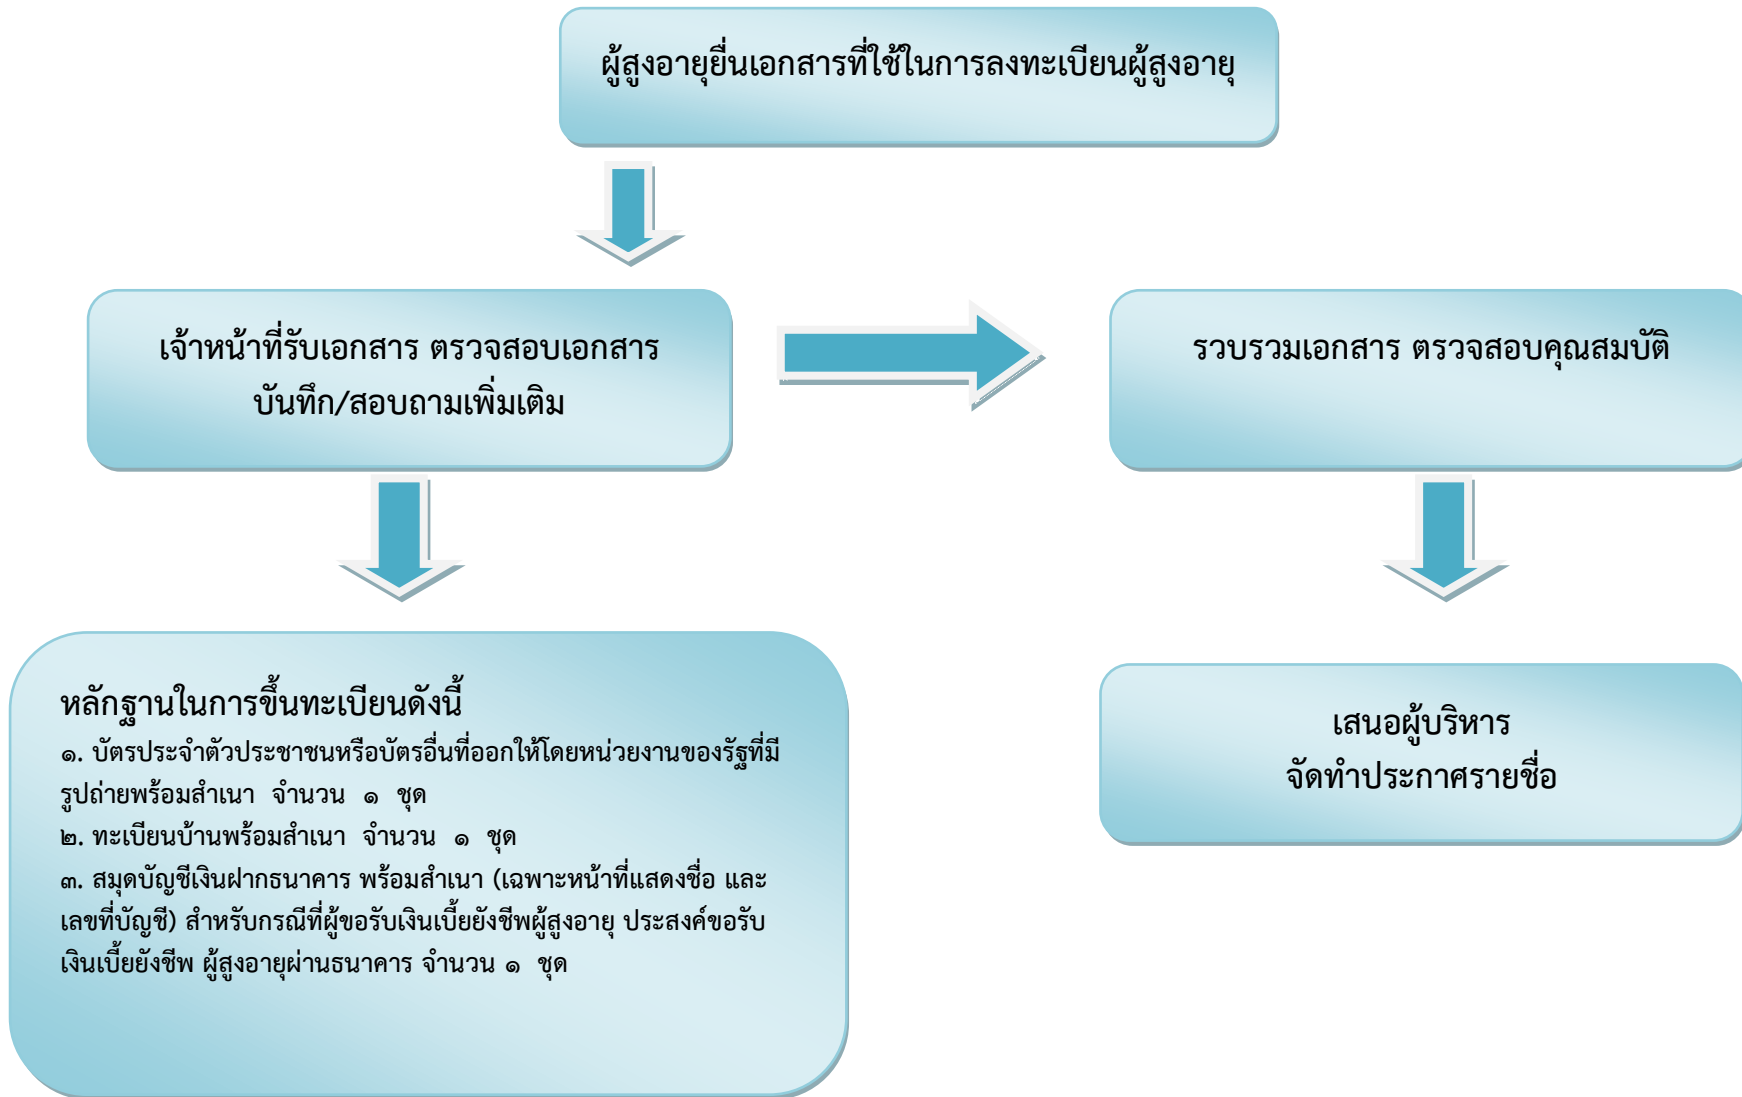 ผู้สูงอายุยื่นเอกสารที่ใช้ในการลงทะเบียนผู้สูงอายุ
เจ้าหน้าที่รับเอกสาร ตรวจสอบเอกสาร
บันทึก/สอบถามเพิ่มเติม
รวบรวมเอกสาร ตรวจสอบคุณสมบัติ
หลักฐานในการขึ้นทะเบียนดังนี้
๑. บัตรประจำตัวประชาชนหรือบัตรอื่นที่ออกให้โดยหน่วยงานของรัฐที่มี
รูปถ่ายพร้อมสำเนา จำนวน ๑ ชุด
๒. ทะเบียนบ้านพร้อมสำเนา จำนวน ๑ ชุด
๓. สมุดบัญชีเงินฝากธนาคาร พร้อมสำเนา (เฉพาะหน้าที่แสดงชื่อ และ
เลขที่บัญชี) สำหรับกรณีที่ผู้ขอรับเงินเบี้ยยังชีพผู้สูงอายุ ประสงค์ขอรับ
เงินเบี้ยยังชีพ ผู้สูงอายุผ่านธนาคาร จำนวน ๑ ชุด
เสนอผู้บริหาร
จัดทำประกาศรายชื่อ